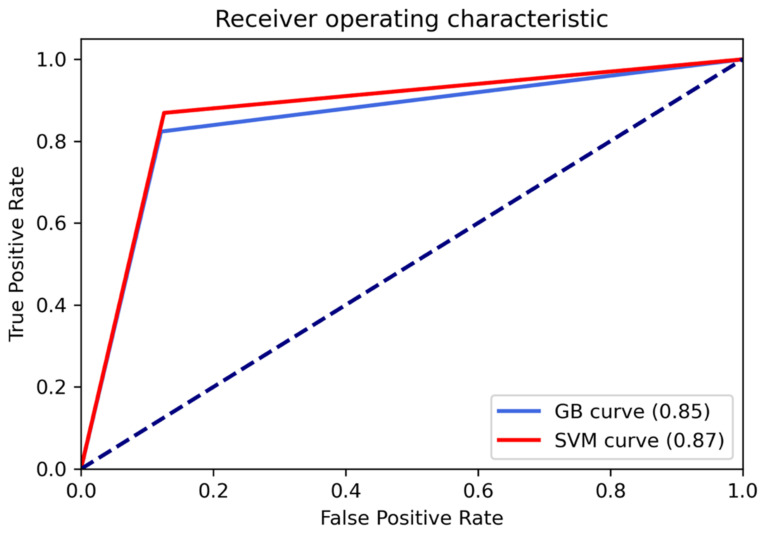 Receiver operating characteristic
1.0
0.8
0.6
0.4
0.2
0.0
True Positive Rate
GB curve (0.85)
SVM curve (0.87)
0.0 0.2 0.4 0.6 0.8 1.0
False Positive Rate